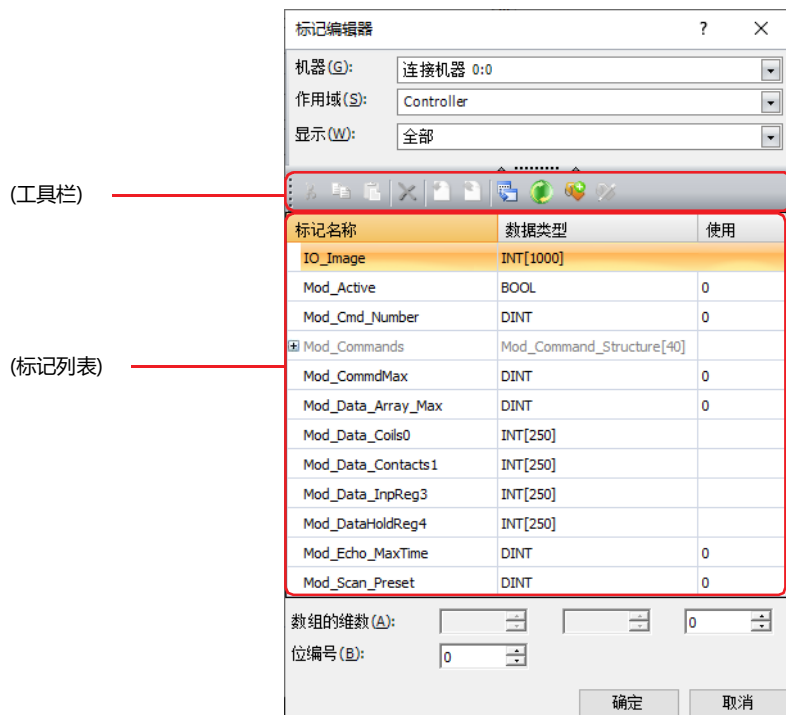 标记编辑器 ?
机器(G): 连接机器 0:0
作用域(S): Controller
显示(W): 全部
(工具栏)
标记名称 数据类型 使用
IO_Image INT[1000]
Mod_Active BOOL 0
Mod_Cmd_Number DINT 0
Mod_Commands Mod_Command_Structure[40]
(标记列表)
Mod_CommdMax DINT 0
Mod_Data_Array_Max DINT 0
Mod_Data_Coils0 INT[250]
Mod_Data_Contacts1 INT[250]
Mod_Data_InpReg3 INT[250]
Mod_DataHoldReg4 INT[250]
Mod_Echo_MaxTime DINT 0
Mod_Scan_Preset DINT 0
数组的维数(A): 0
位编号(B): 0
确定 取消